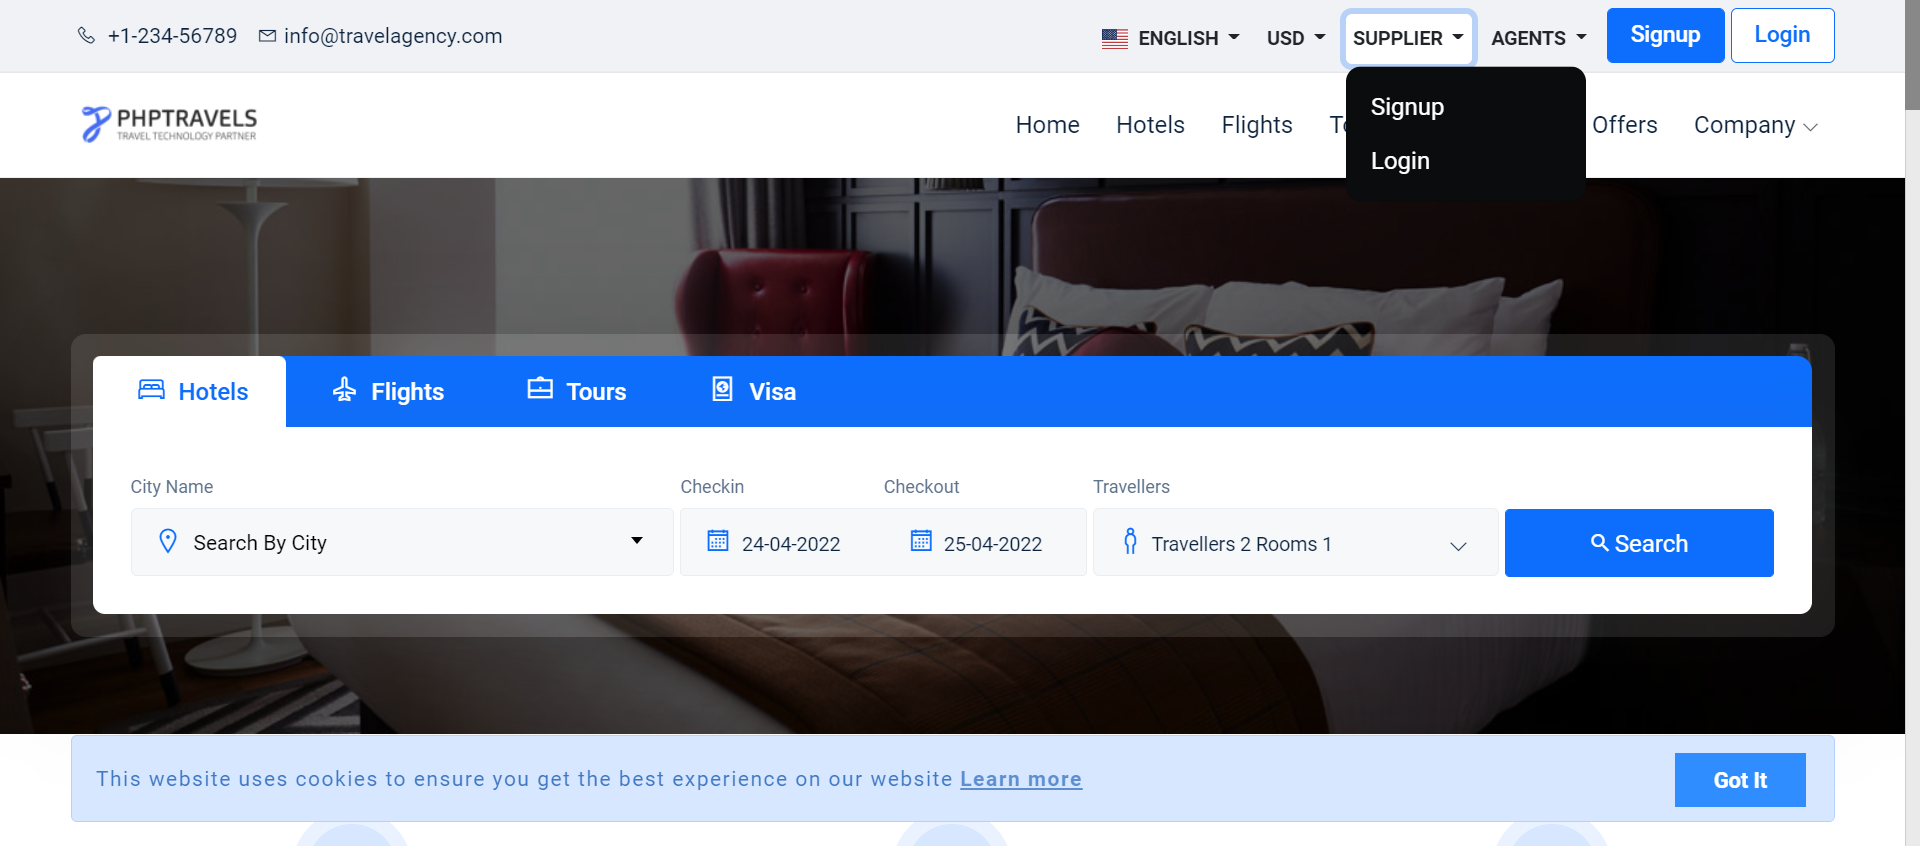 +1-234-56789 info@travelagency.com ENGLISH USD SUPPLIER AGENTS Signup Login
Signup
Login
PHPTRAVELS
TRAVEL TECHNOLOGY PARTNER
Home Hotels Flights Offers Company
Hotels Flights Tours Visa
City Name Checkin Checkout Travellers
Search By City 24-04-2022 25-04-2022 Travellers 2 Rooms 1 Search
This website uses cookies to ensure you get the best experience on our website Learn more Got It